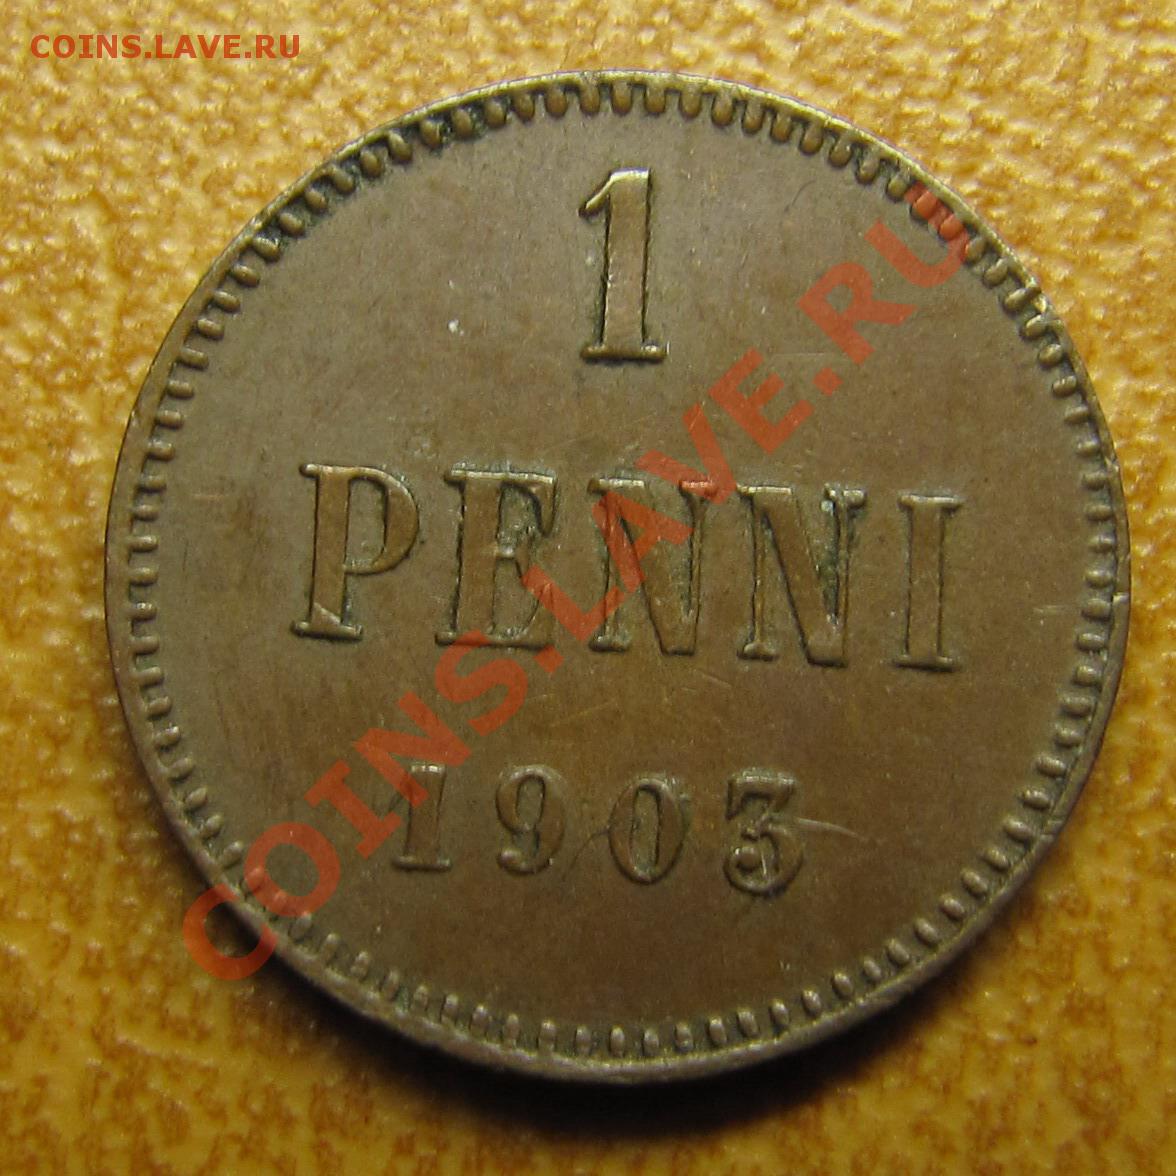 COINS.LAVE.RU
1
PENNI
1903
COINS.LAVE.RU